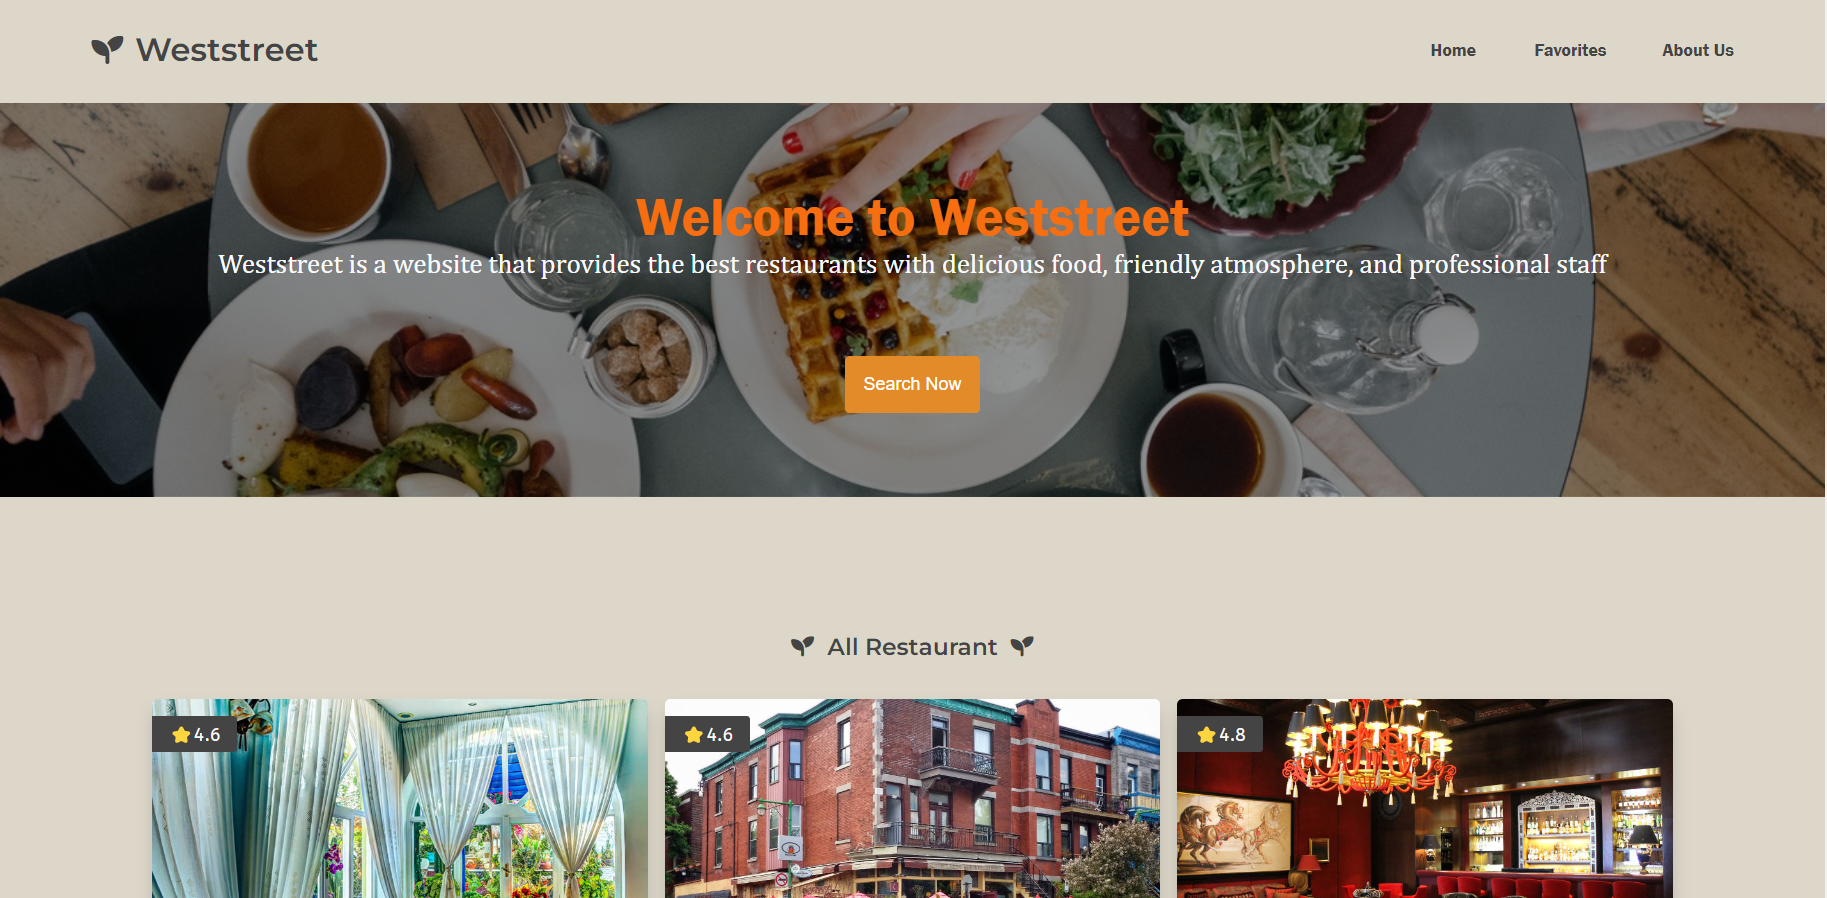 Weststreet
Home Favorites About Us
Welcome to Weststreet
Weststreet is a website that provides the best restaurants with delicious food, friendly atmosphere, and professional staff
Search Now
All Restaurant
4.6
4.6
4.8